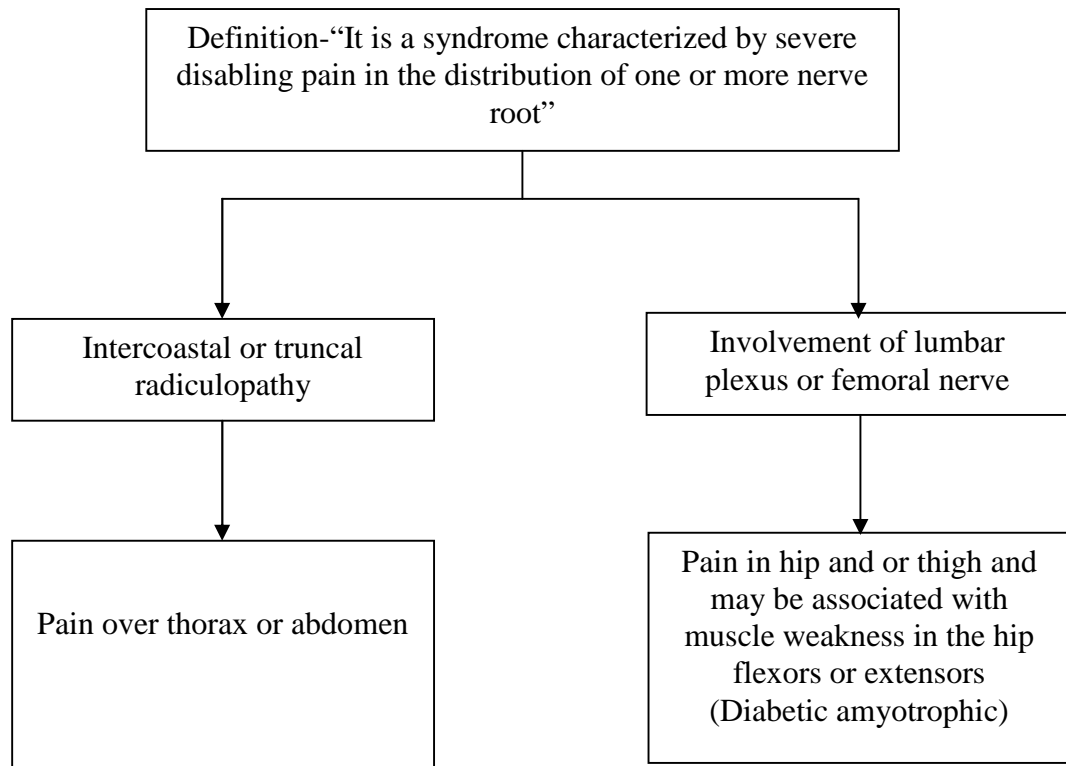 Definition-“It is a syndrome characterized by severe
disabling pain in the distribution of one or more nerve
root”
Intercoastal or truncal
radiculopathy
Involvement of lumbar
plexus or femoral nerve
Pain over thorax or abdomen
Pain in hip and or thigh and
may be associated with
muscle weakness in the hip
flexors or extensors
(Diabetic amyotrophic)